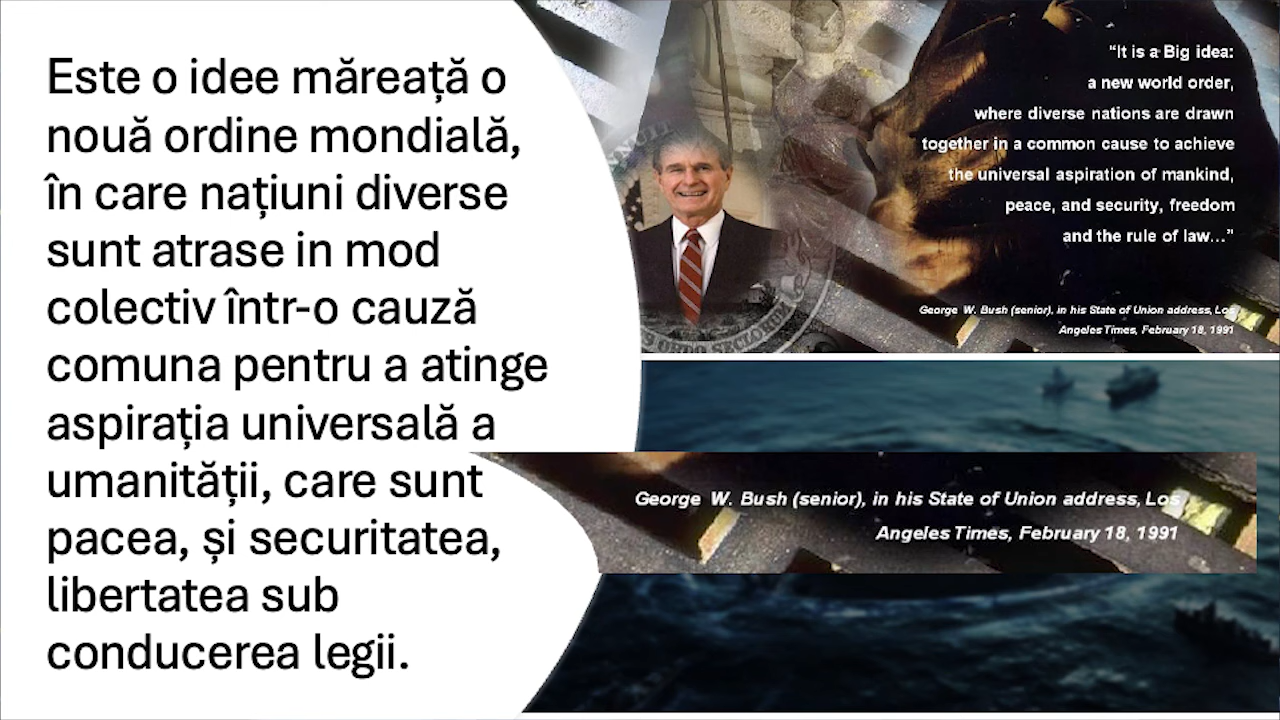 Este o idee măreață o
nouă ordine mondială,
în care națiuni diverse
sunt atrase in mod
colectiv într-o cauză
comuna pentru a atinge
aspirația universală a
umanității, care sunt
pacea, și securitatea,
libertatea sub
conducerea legii.
“It is a Big idea:
a new world order,
where diverse nations are drawn
together in a common cause to achieve
the universal aspiration of mankind,
peace, and security, freedom
and the rule of law…”
George W. Bush (senior), in his State of Union address, Los
Angeles Times, February 18, 1991
George W. Bush (senior), in his State of Union address, Los
Angeles Times, February 18, 1991